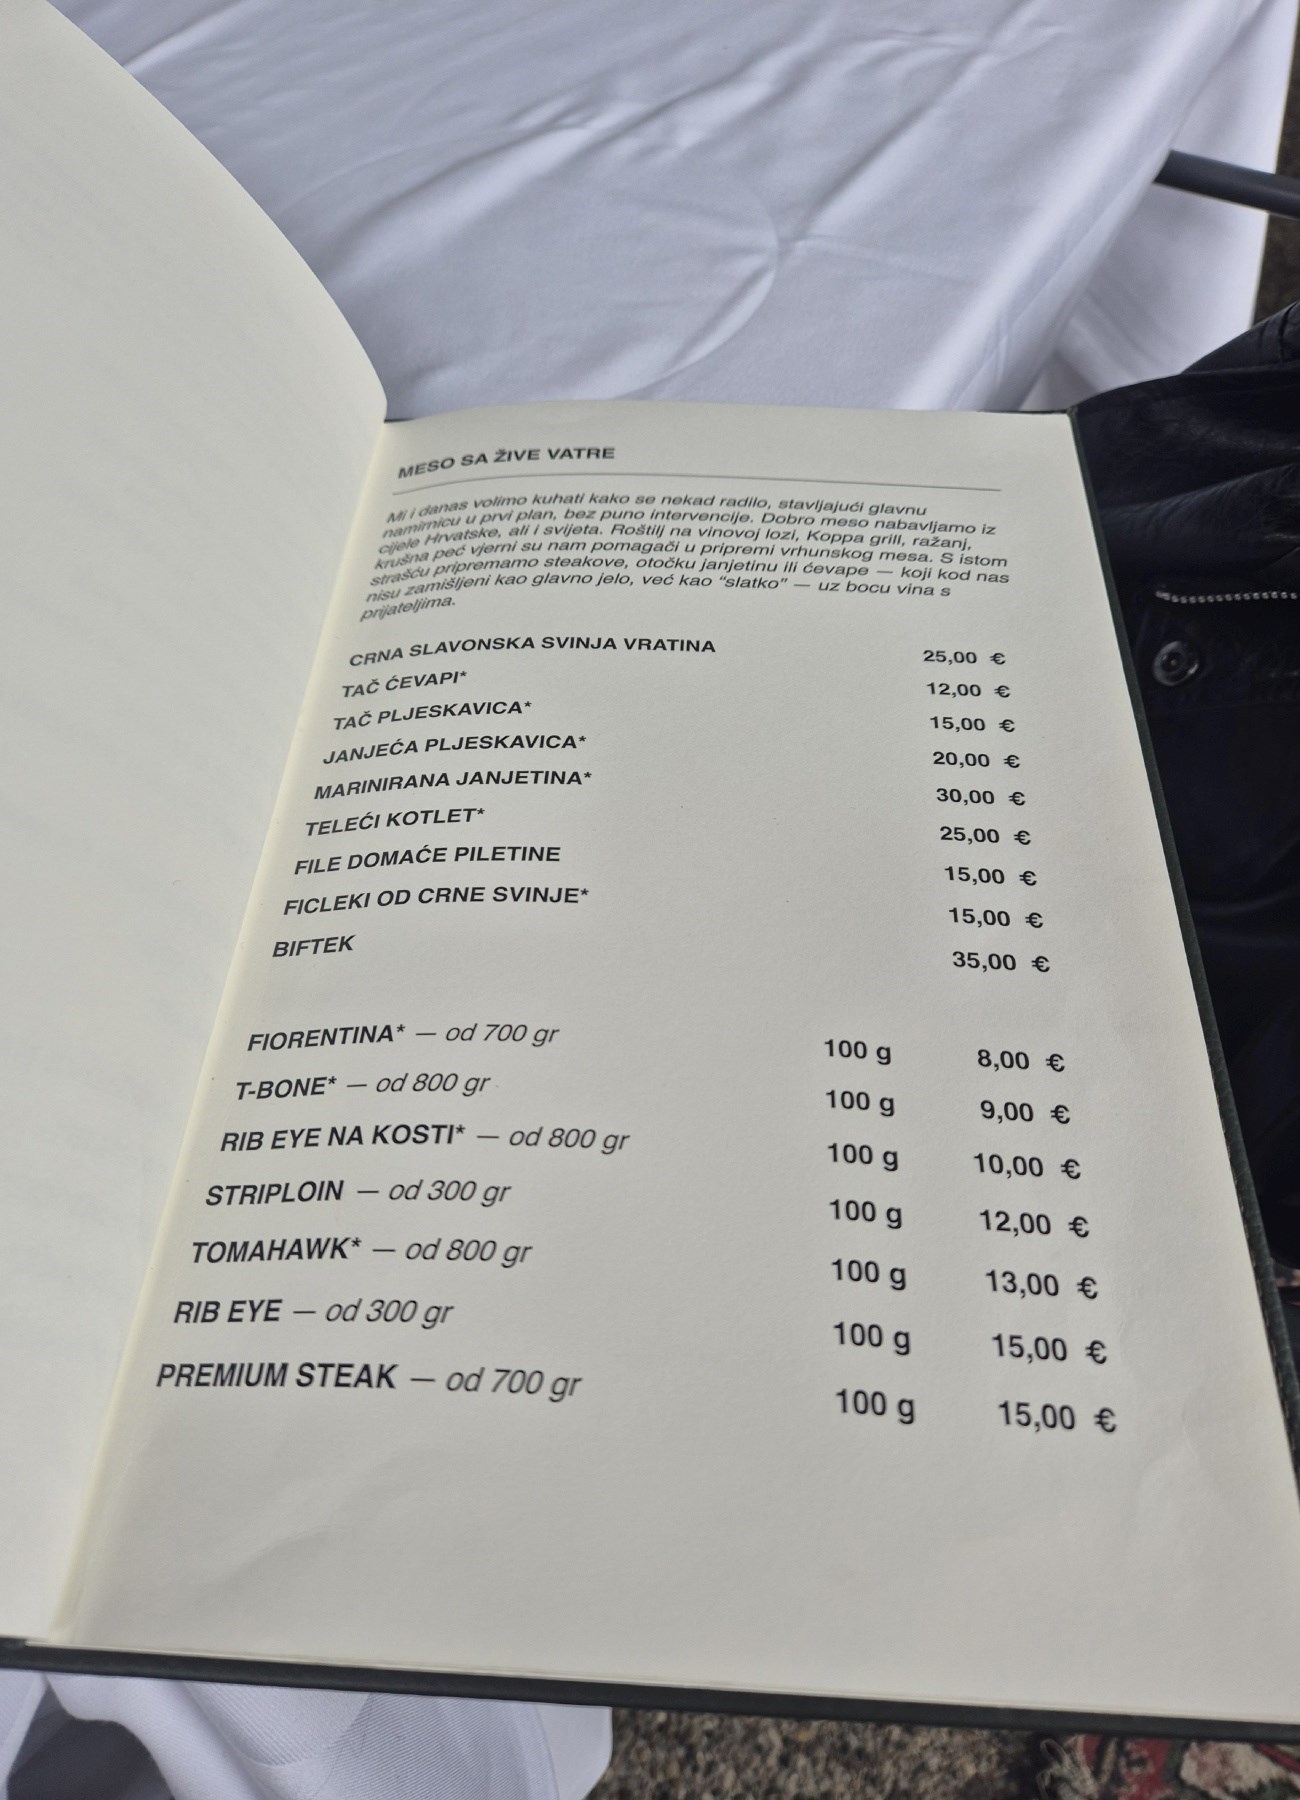 MESO SA ŽIVE VATRE
Mi i danas volimo kuhati kako se nekad radilo, stavljajući glavnu
namirnicu u prvi plan, bez puno intervencije. Dobro meso nabavljamo iz
cijele Hrvatske, ali i svijeta. Roštilj na vinovoj lozi, Koppa grill, ražanj,
krušna peć vjerni su nam pomagači u pripremi vrhunskog mesa. S istom
strašću pripremamo steakove, otočku janjetinu ili ćevape — koji kod nas
nisu zamišljeni kao glavno jelo, već kao "slatko" — uz bocu vina s
prijateljima.
CRNA SLAVONSKA SVINJA VRATINA 25,00 €
TAČ ĆEVAPI* 12,00 €
TAČ PLJESKAVICA* 15,00 €
JANJEĆA PLJESKAVICA* 20,00 €
MARINIRANA JANJETINA* 30,00 €
TELEĆI KOTLET* 25,00 €
FILE DOMAĆE PILETINE 15,00 €
FICLEKI OD CRNE SVINJE* 15,00 €
BIFTEK 35,00 €
FIORENTINA* — od 700 gr 100 g 8,00 €
T-BONE* — od 800 gr 100 g 9,00 €
RIB EYE NA KOSTI* — od 800 gr 100 g 10,00 €
STRIPLOIN — od 300 gr 100 g 12,00 €
TOMAHAWK* — od 800 gr 100 g 13,00 €
RIB EYE — od 300 gr 100 g 15,00 €
PREMIUM STEAK — od 700 gr 100 g 15,00 €